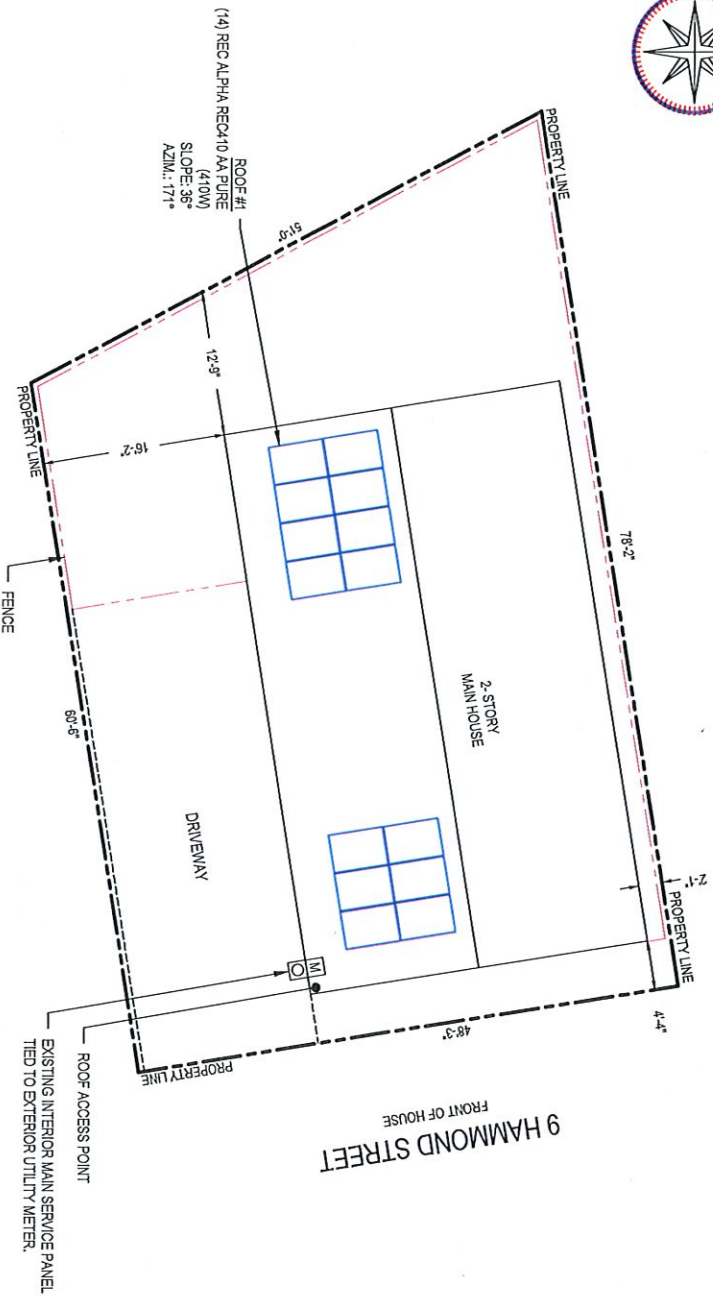 PROPERTY LINE
ROOF #1
(14) REC ALPHA REC410 AA PURE
(410W)
SLOPE: 36°
AZIM.: 171°
51'-0"
12'-9"
16'-2"
PROPERTY LINE
FENCE
60'-6"
78'-2"
2- STORY
MAIN HOUSE
DRIVEWAY
2'-1"
PROPERTY LINE
4'-4"
48'-3"
PROPERTY LINE
M
ROOF ACCESS POINT
EXISTING INTERIOR MAIN SERVICE PANEL
TIED TO EXTERIOR UTILITY METER.
9 HAMMOND STREET
FRONT OF HOUSE